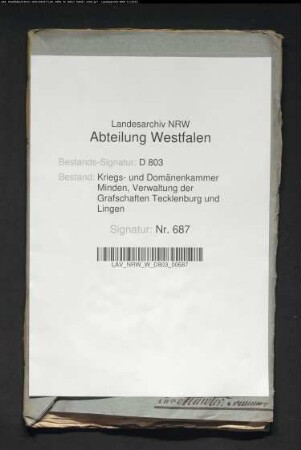 Landesarchiv NRW
Abteilung Westfalen
Bestands-Signatur: D 803
Bestand: Kriegs- und Domänenkammer
Minden, Verwaltung der
Grafschaften Tecklenburg und
Lingen
Signatur: Nr. 687
LAV_NRW_W_D803_00687